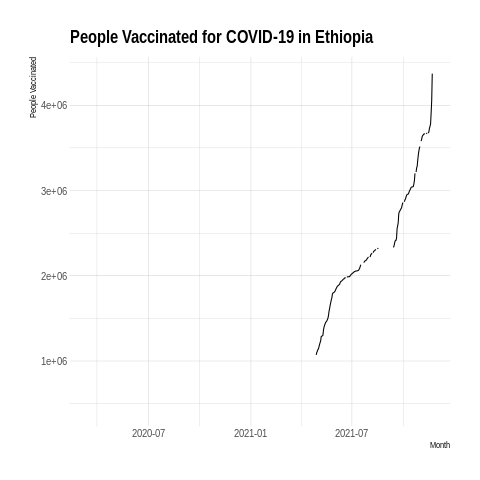 People Vaccinated for COVID-19 in Ethiopia
People Vaccinated
4e+06
3e+06
2e+06
1e+06
2020-07 2021-01 2021-07
Month